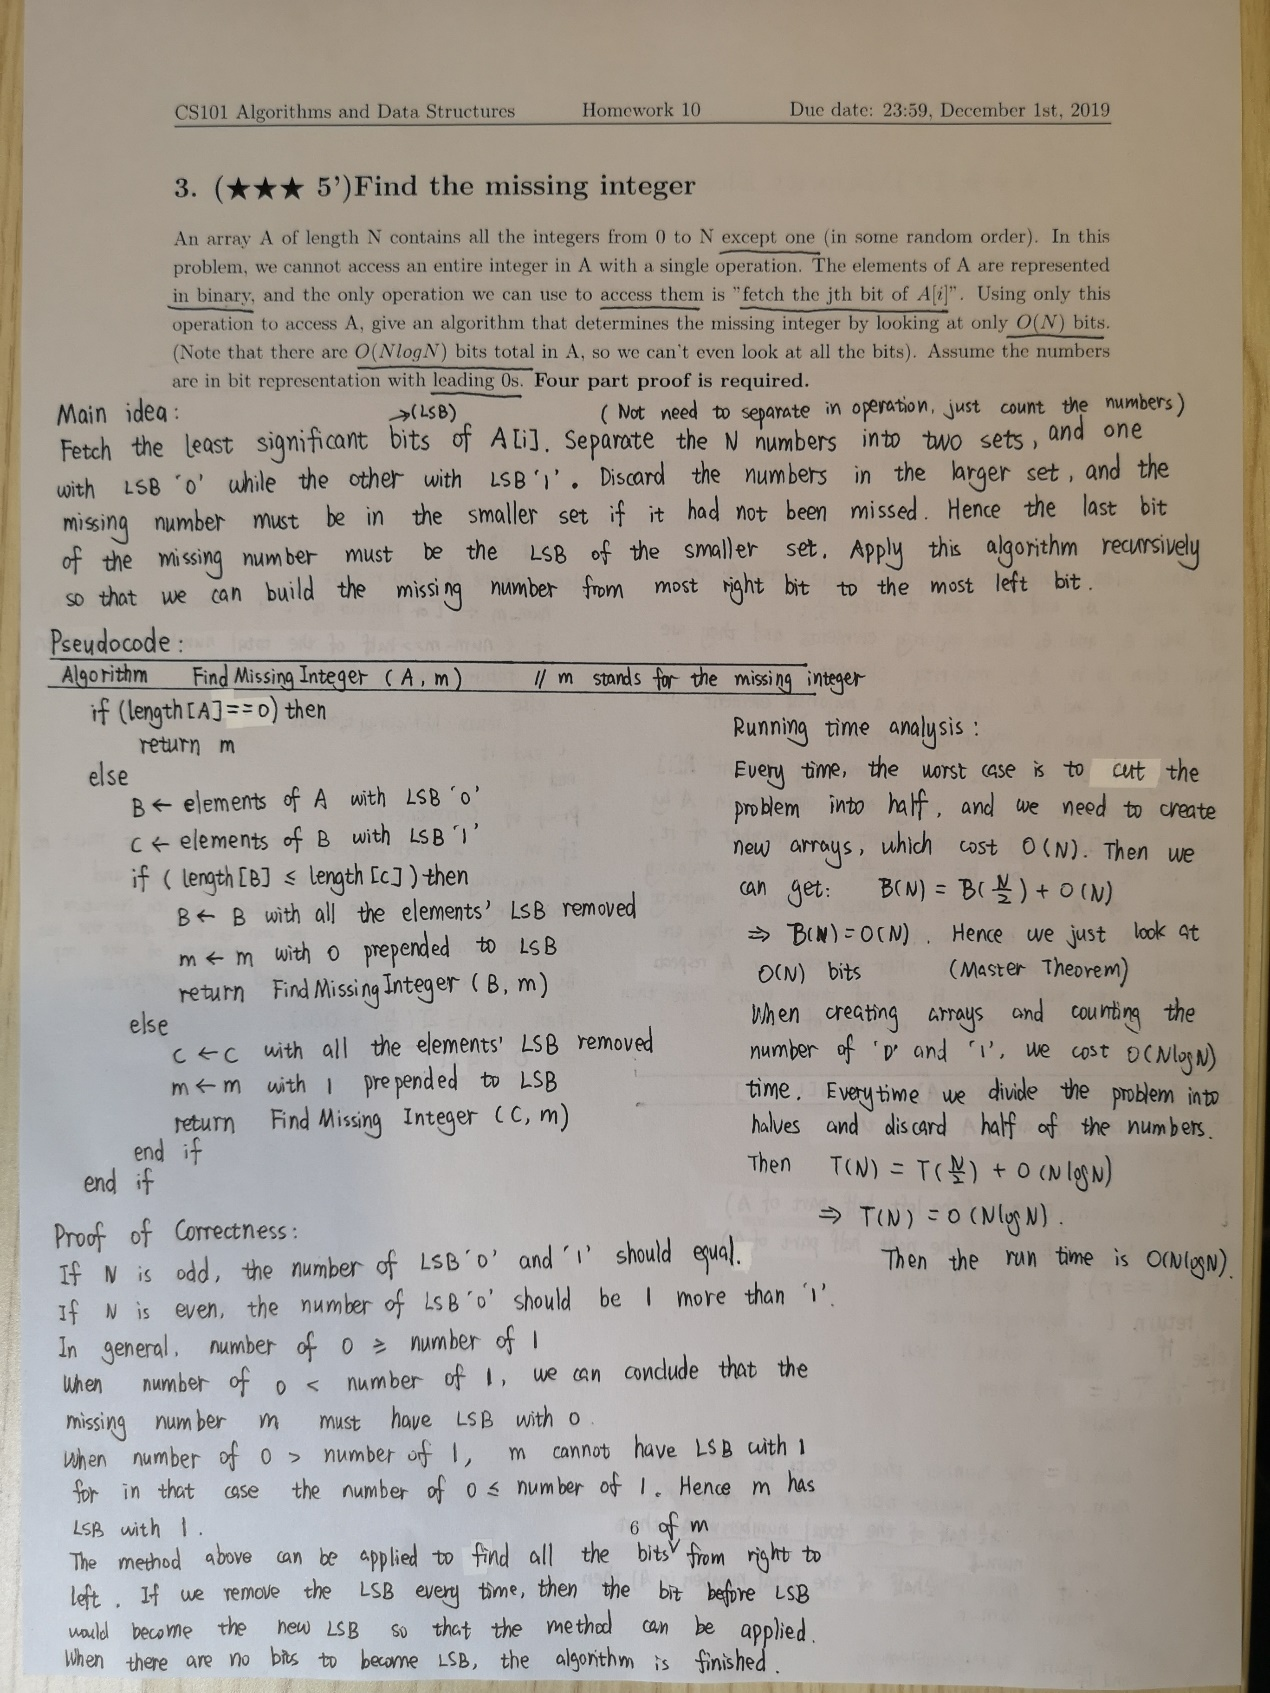 CS101 Algorithms and Data Structures Homework 10 Due date: 23:59, December 1st, 2019
3. (★★★ 5')Find the missing integer
An array A of length N contains all the integers from 0 to N except one (in some random order). In this
problem, we cannot access an entire integer in A with a single operation. The elements of A are represented
in binary, and the only operation we can use to access them is "fetch the jth bit of A[i]". Using only this
operation to access A, give an algorithm that determines the missing integer by looking at only O(N) bits.
(Note that there are O(NlogN) bits total in A, so we can't even look at all the bits). Assume the numbers
are in bit representation with leading 0s. Four part proof is required.
Main idea: →(LSB) (Not need to separate in operation, just count the numbers)
Fetch the least significant bits of A[i]. Separate the N numbers into two sets, and one
with LSB '0' while the other with LSB '1'. Discard the numbers in the larger set, and the
missing number must be in the smaller set if it had not been missed. Hence the last bit
of the missing number must be the LSB of the smaller set. Apply this algorithm recursively
so that we can build the missing number from most right bit to the most left bit.
Pseudocode:
Algorithm Find Missing Integer (A, m) // m stands for the missing integer
if (length[A]==0) then
return m
else
B ← elements of A with LSB '0'
C ← elements of B with LSB '1'
if (length[B] ≤ length[C]) then
B ← B with all the elements' LSB removed
m ← m with 0 prepended to LSB
return Find Missing Integer (B, m)
else
C ← C with all the elements' LSB removed
m ← m with 1 prepended to LSB
return Find Missing Integer (C, m)
end if
end if
Running time analysis:
Every time, the worst case is to cut the
problem into half, and we need to create
new arrays, which cost O(N). Then we
can get: B(N) = B(N/2) + O(N)
⇒ B(N)=O(N). Hence we just look at
O(N) bits (Master Theorem)
When creating arrays and counting the
number of '0' and '1', we cost O(NlogN)
time. Everytime we divide the problem into
halves and discard half of the numbers.
Then T(N) = T(N/2) + O(NlogN)
⇒ T(N) = O(NlogN).
Then the run time is O(NlogN).
Proof of Correctness:
If N is odd, the number of LSB '0' and '1' should equal.
If N is even, the number of LSB '0' should be 1 more than '1'.
In general, number of 0 ≥ number of 1
When number of 0 < number of 1, we can conclude that the
missing number m must have LSB with 0.
When number of 0 > number of 1, m cannot have LSB with 1
for in that case the number of 0 ≤ number of 1. Hence m has
LSB with 1.
6 of m
The method above can be applied to find all the bits from right to
left. If we remove the LSB every time, then the bit before LSB
would become the new LSB so that the method can be applied.
When there are no bits to become LSB, the algorithm is finished.